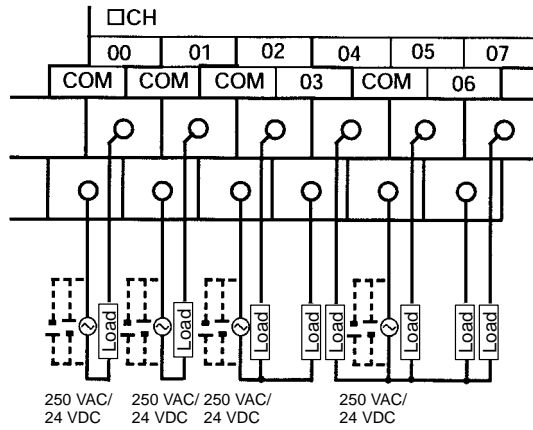 □CH
00 01 02 04 05 07
COM COM COM 03 COM 06
Load Load Load Load Load Load Load Load
250 VAC/ 250 VAC/ 250 VAC/ 250 VAC/
24 VDC 24 VDC 24 VDC 24 VDC